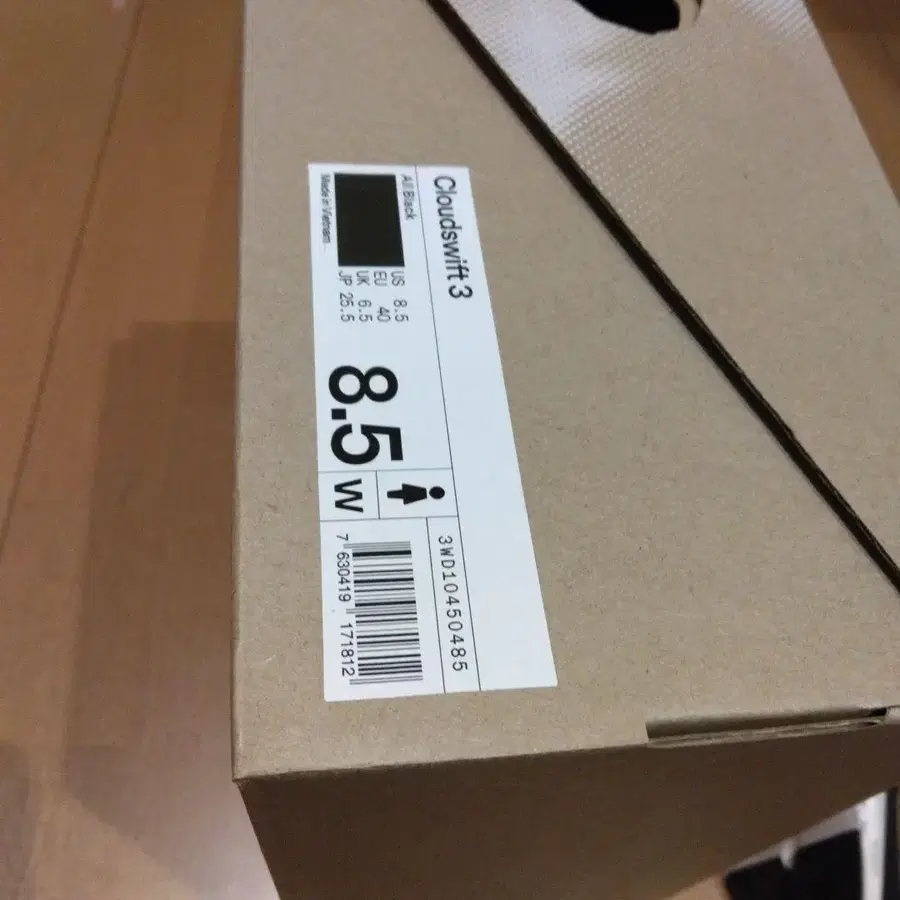 Cloudswift 3
All Black
Made in Vietnam
US 8.5
EU 40
UK 6.5
JP 25.5
8.5
W
3WD10450485
7 630419 171812